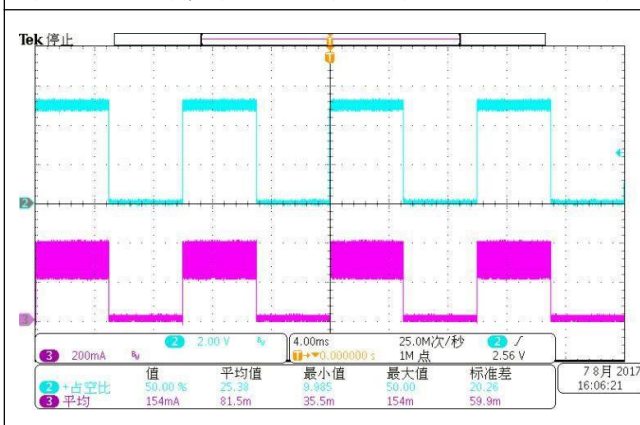 Tek 停止
T
T
2
3
2 2.00 V
3 200mA
4.00ms 25.0M次/秒 2
T→▼0.000000 s 1M 点 2.56 V
值 平均值 最小值 最大值 标准差
2 +占空比 50.00 % 25.38 9.985 50.00 20.26
3 平均 154mA 81.5m 35.5m 154m 59.9m
7 8月 2017
16:06:21